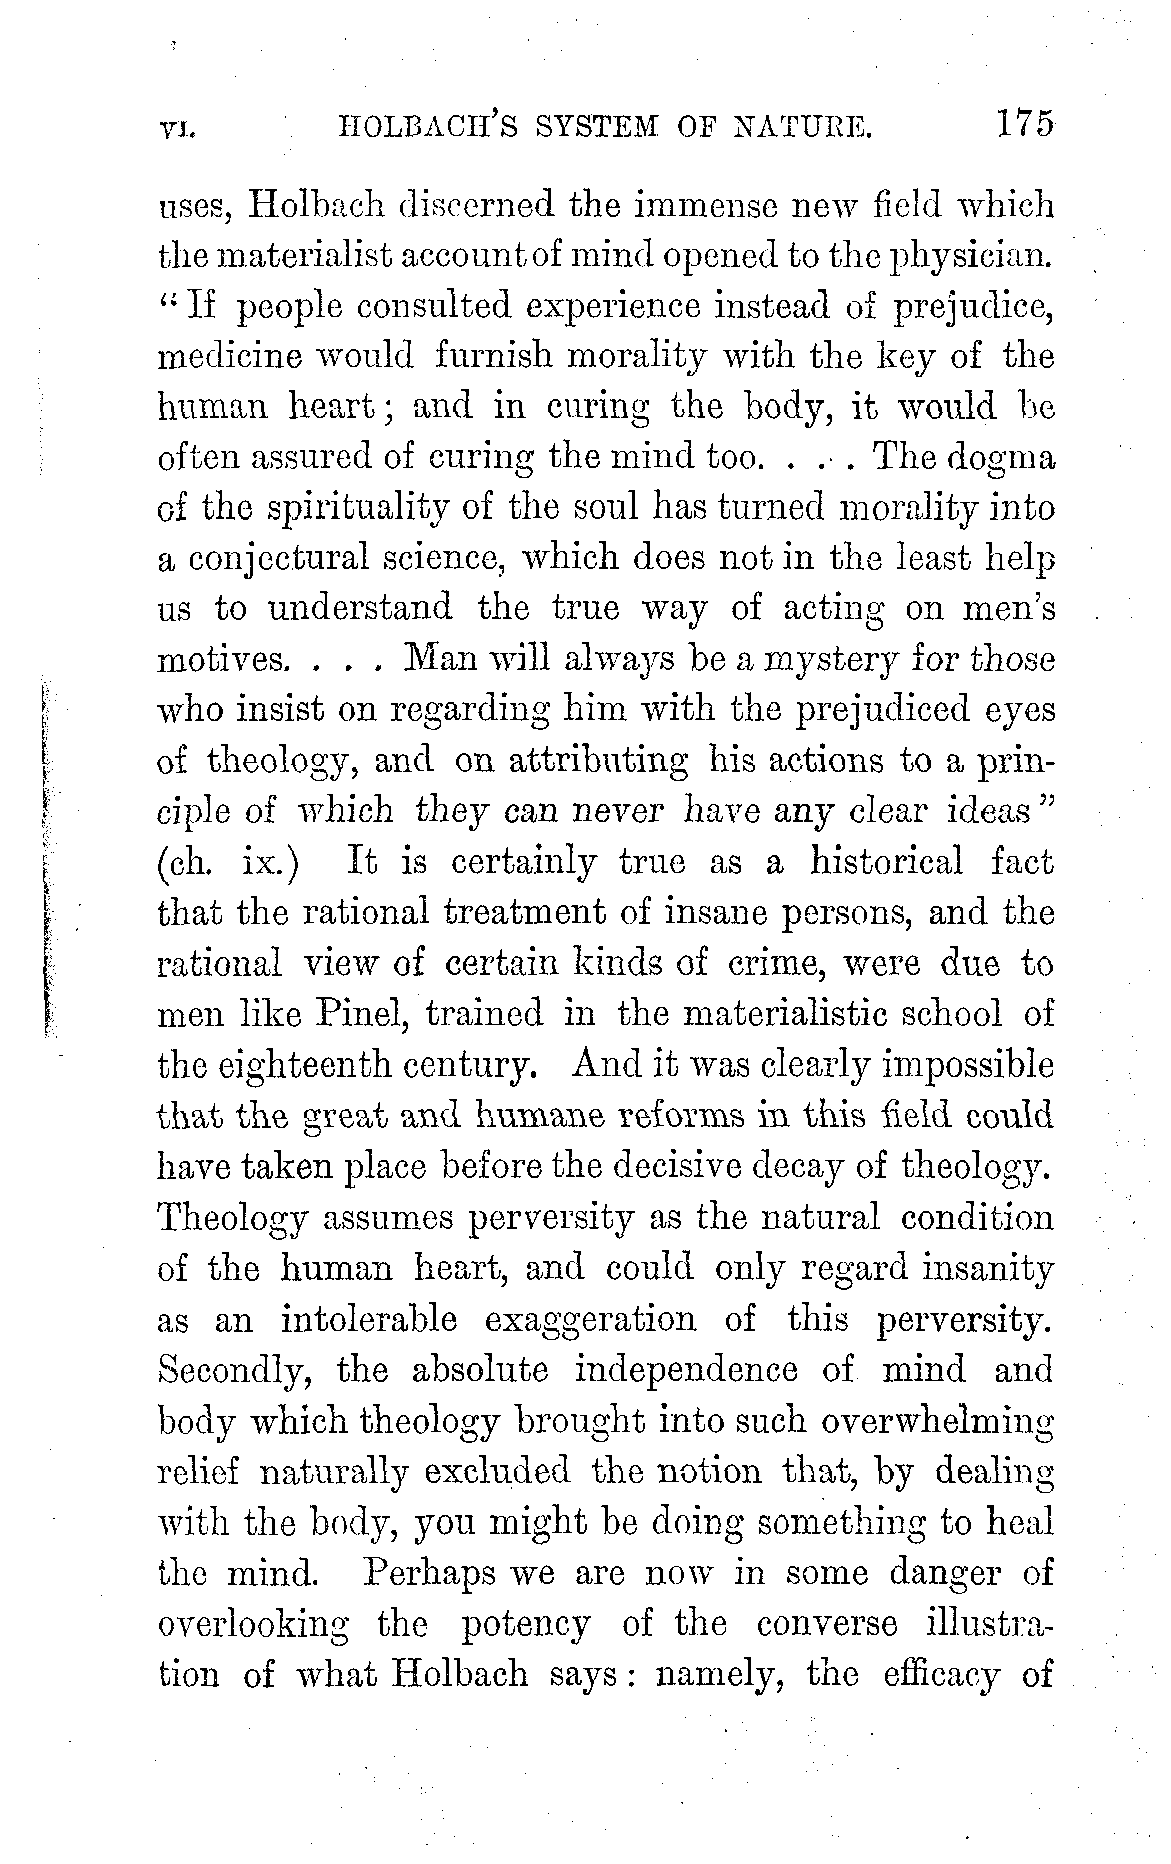 VI. HOLBACH'S SYSTEM OF NATURE. 175
uses, Holbach discerned the immense new field which
the materialist account of mind opened to the physician.
“If people consulted experience instead of prejudice,
medicine would furnish morality with the key of the
human heart; and in curing the body, it would be
often assured of curing the mind too. . . . The dogma
of the spirituality of the soul has turned morality into
a conjectural science, which does not in the least help
us to understand the true way of acting on men's
motives. . . . Man will always be a mystery for those
who insist on regarding him with the prejudiced eyes
of theology, and on attributing his actions to a prin-
ciple of which they can never have any clear ideas”
(ch. ix.) It is certainly true as a historical fact
that the rational treatment of insane persons, and the
rational view of certain kinds of crime, were due to
men like Pinel, trained in the materialistic school of
the eighteenth century. And it was clearly impossible
that the great and humane reforms in this field could
have taken place before the decisive decay of theology.
Theology assumes perversity as the natural condition
of the human heart, and could only regard insanity
as an intolerable exaggeration of this perversity.
Secondly, the absolute independence of mind and
body which theology brought into such overwhelming
relief naturally excluded the notion that, by dealing
with the body, you might be doing something to heal
the mind. Perhaps we are now in some danger of
overlooking the potency of the converse illustra-
tion of what Holbach says: namely, the efficacy of